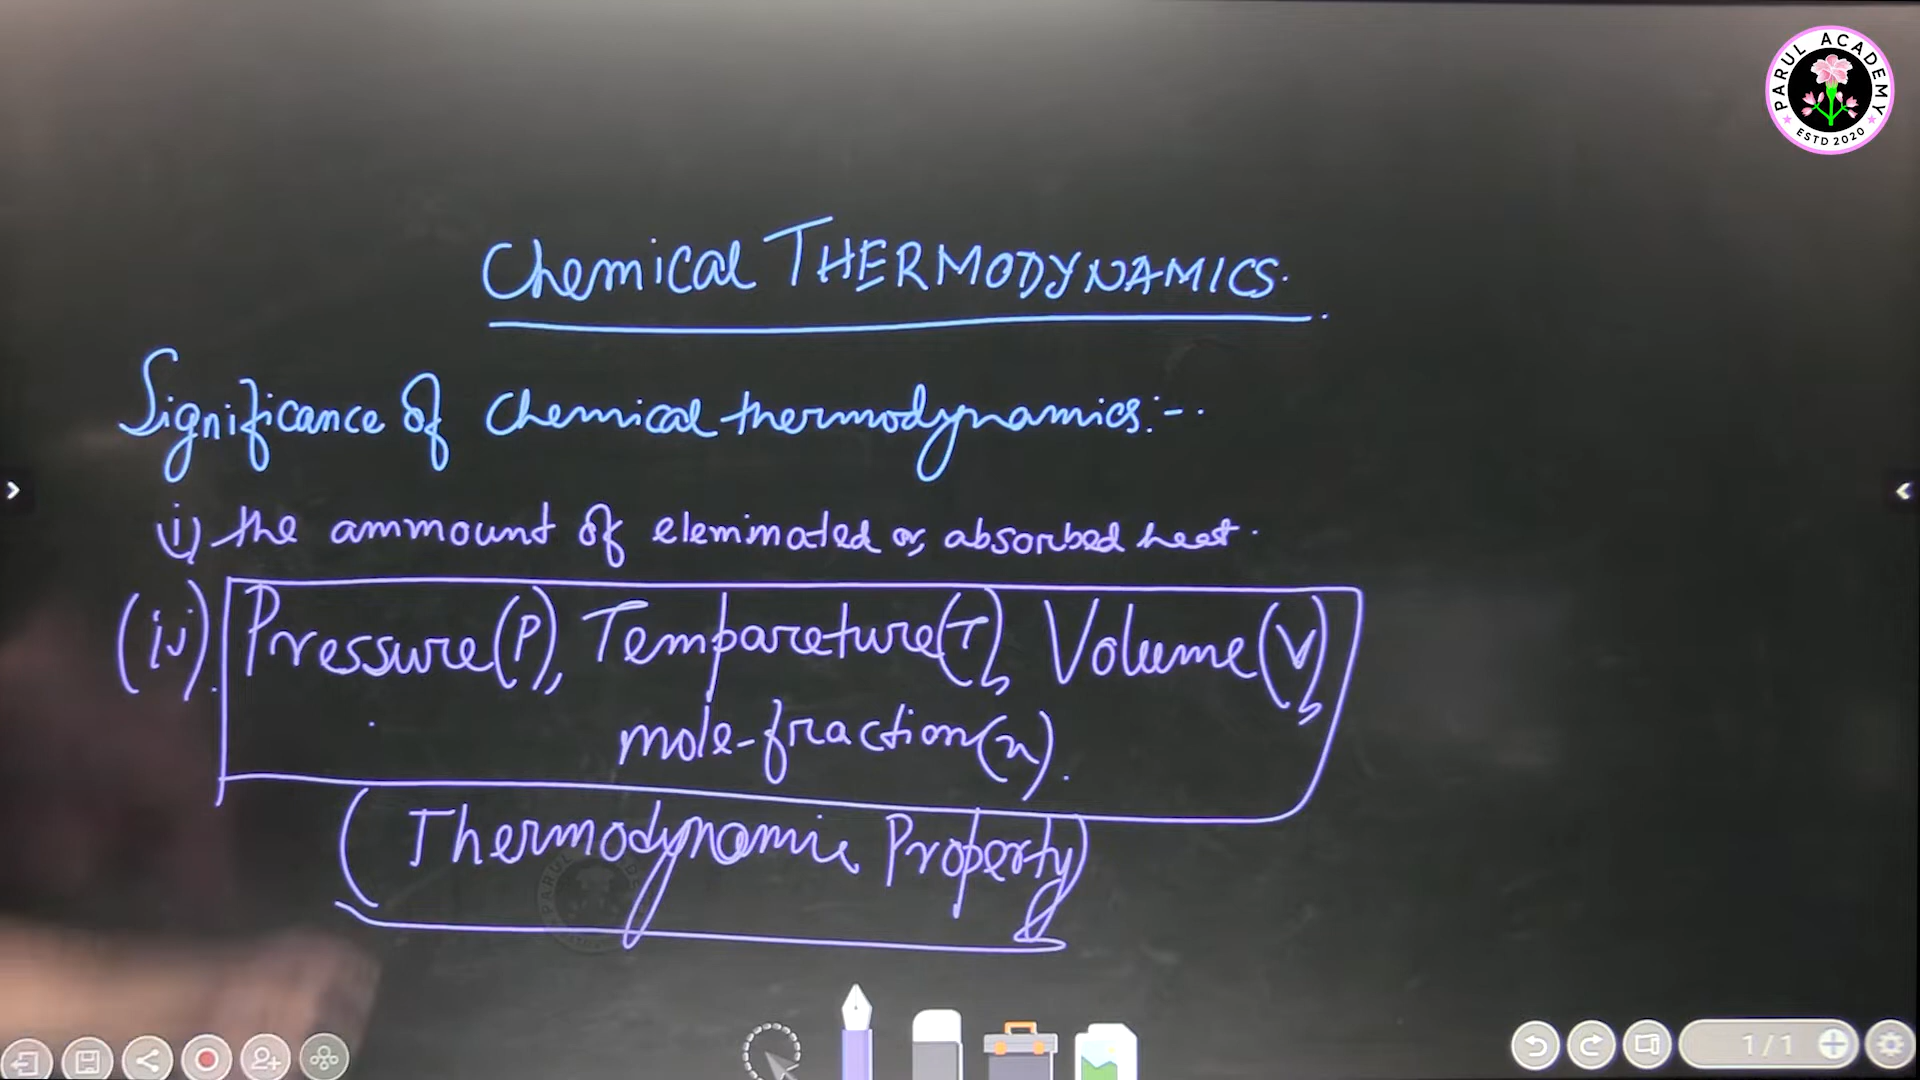 PARUL ACADEMY
ESTD 2020
Chemical THERMODYNAMICS.
Significance of chemical thermodynamics:-.
(i) the ammount of eleminated or, absorbed heat.
(ii). Pressure(P), Tempareture(T), Volume(V),
mole-fraction(n).
(Thermodynamic Property)
1/1